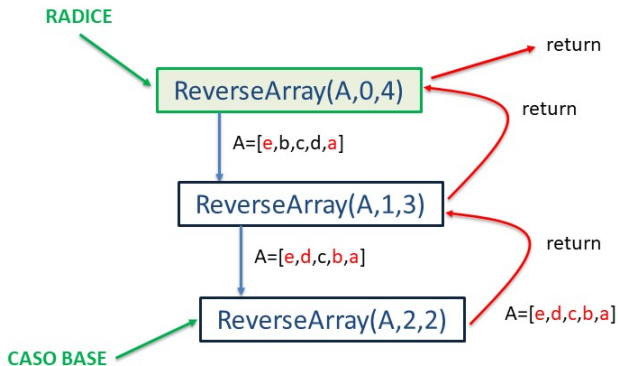 RADICE
return
ReverseArray(A,0,4)
return
A=[e,b,c,d,a]
ReverseArray(A,1,3)
return
A=[e,d,c,b,a]
ReverseArray(A,2,2)
A=[e,d,c,b,a]
CASO BASE